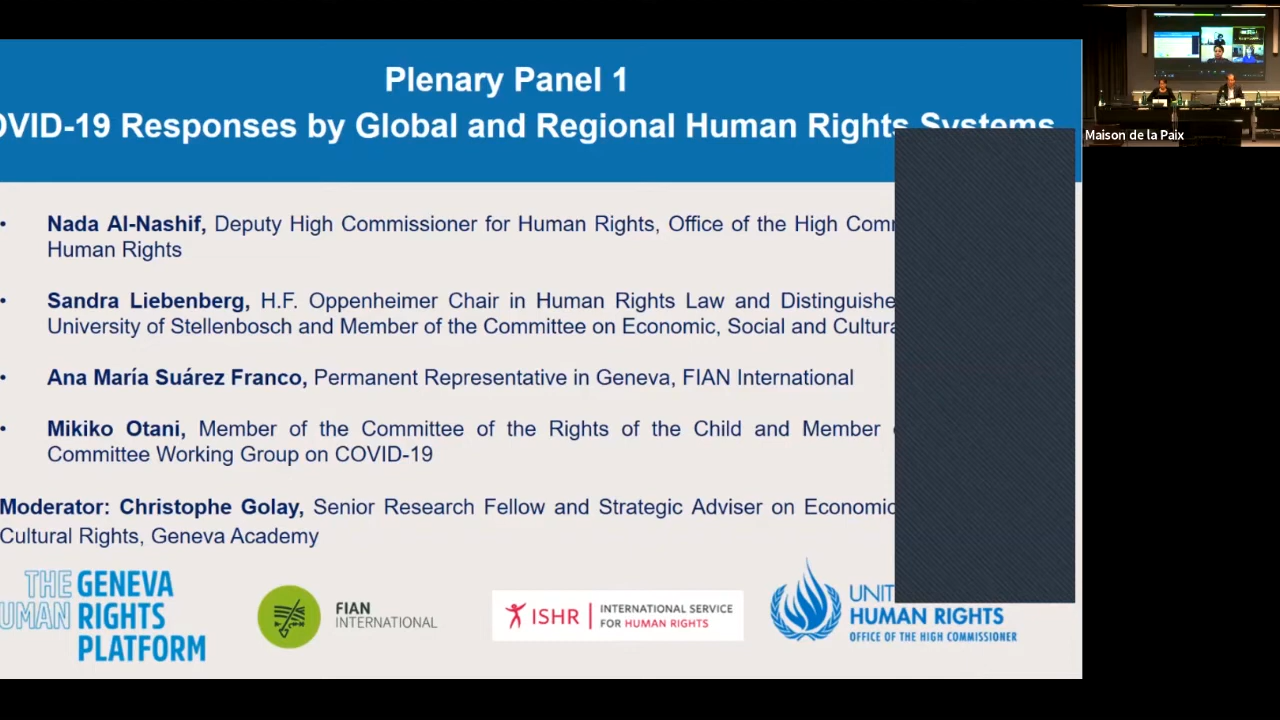 Plenary Panel 1
OVID-19 Responses by Global and Regional Human Rights Systems
• Nada Al-Nashif, Deputy High Commissioner for Human Rights, Office of the High Com
Human Rights
• Sandra Liebenberg, H.F. Oppenheimer Chair in Human Rights Law and Distinguishe
University of Stellenbosch and Member of the Committee on Economic, Social and Cultura
• Ana María Suárez Franco, Permanent Representative in Geneva, FIAN International
• Mikiko Otani, Member of the Committee of the Rights of the Child and Member
Committee Working Group on COVID-19
Moderator: Christophe Golay, Senior Research Fellow and Strategic Adviser on Economic
Cultural Rights, Geneva Academy
THE GENEVA
UMAN RIGHTS
PLATFORM
FIAN
INTERNATIONAL
ISHR INTERNATIONAL SERVICE
FOR HUMAN RIGHTS
UNIT
HUMAN RIGHTS
OFFICE OF THE HIGH COMMISSIONER
Maison de la Paix